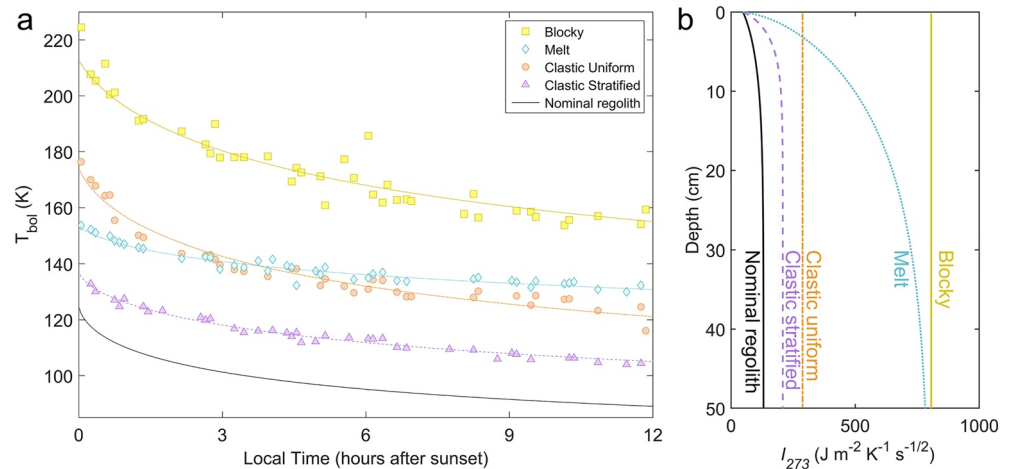 a
220
200
180
160
140
120
100
T_bol (K)
0
3
6
9
12
Local Time (hours after sunset)
Blocky
Melt
Clastic Uniform
Clastic Stratified
Nominal regolith
b
0
10
20
30
40
50
Depth (cm)
Nominal regolith
Clastic stratified
Clastic uniform
Melt
Blocky
0
500
1000
I_273 (J m⁻² K⁻¹ s⁻¹/²)